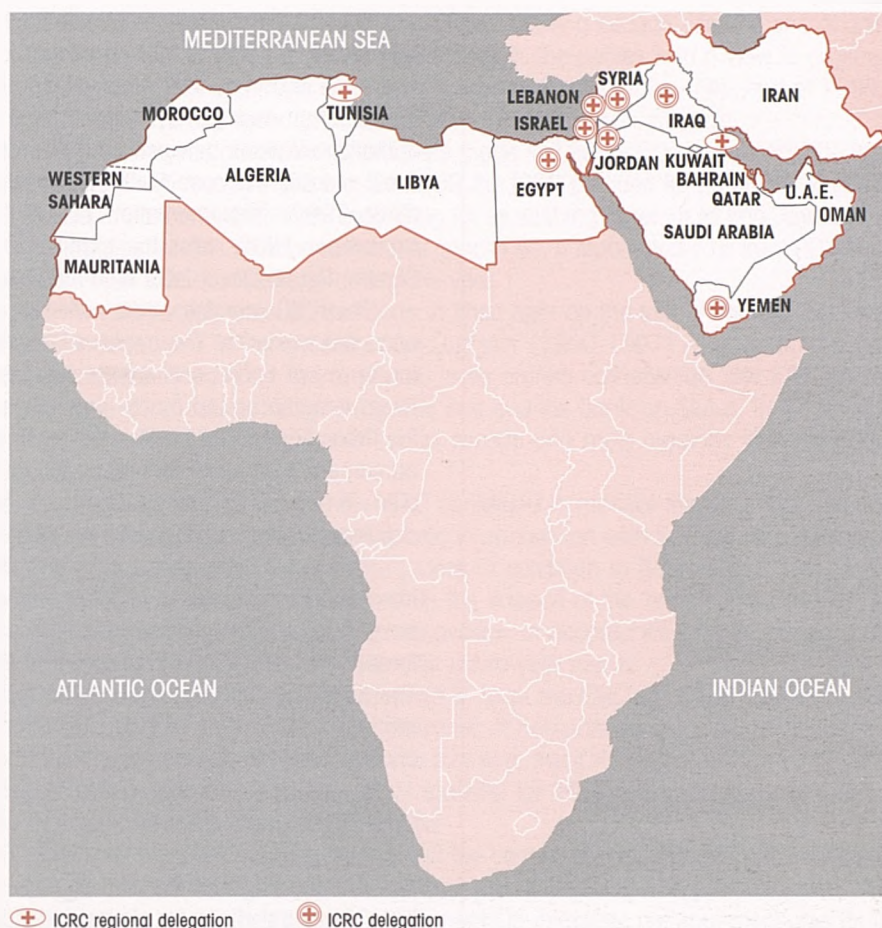 MEDITERRANEAN SEA
SYRIA
LEBANON
IRAN
MOROCCO
TUNISIA
ISRAEL
IRAQ
WESTERN
SAHARA
ALGERIA
LIBYA
EGYPT
JORDAN
KUWAIT
BAHRAIN
QATAR
U.A.E.
OMAN
SAUDI ARABIA
MAURITANIA
YEMEN
ATLANTIC OCEAN
INDIAN OCEAN
ICRC regional delegation
ICRC delegation